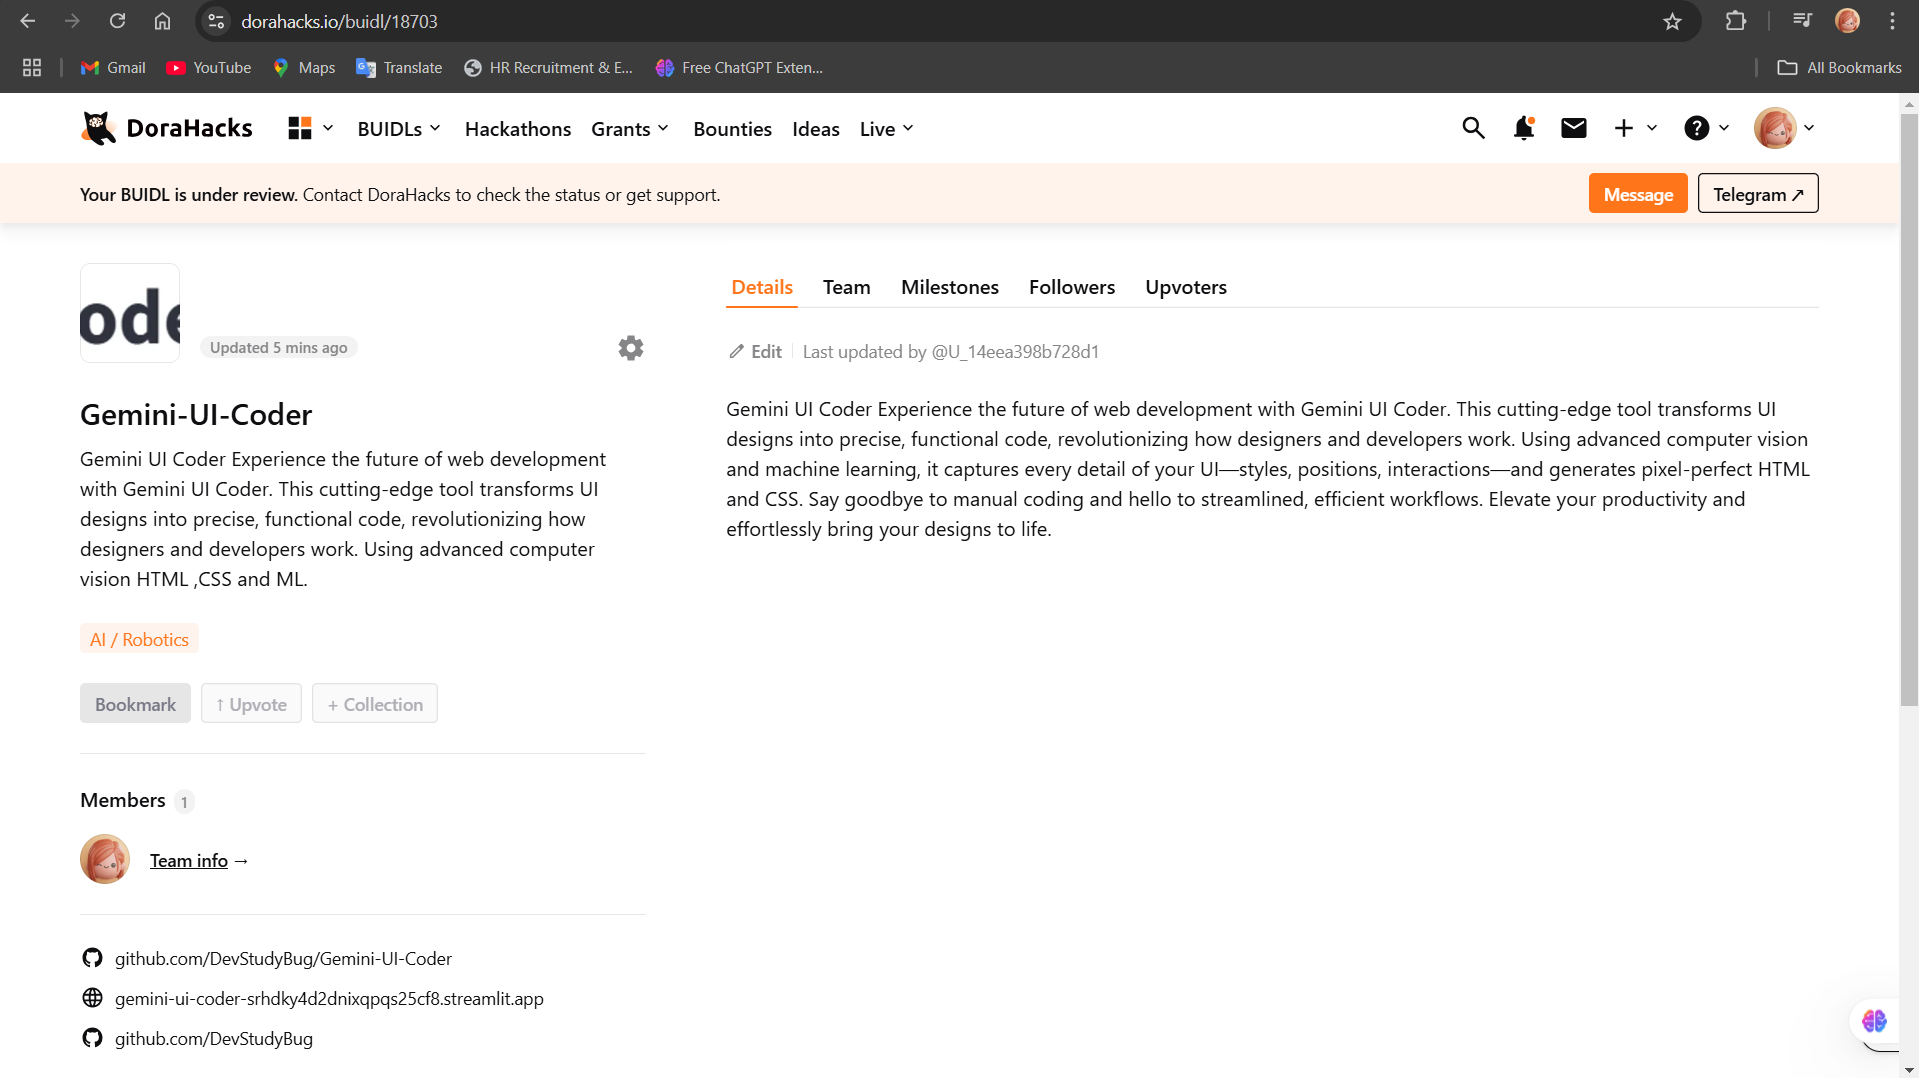 dorahacks.io/buidl/18703
Gmail YouTube Maps Translate HR Recruitment & E... Free ChatGPT Exten... All Bookmarks
DoraHacks BUIDLs Hackathons Grants Bounties Ideas Live
Your BUIDL is under review. Contact DoraHacks to check the status or get support. Message Telegram ↗
ode
Updated 5 mins ago
Gemini-UI-Coder
Gemini UI Coder Experience the future of web development
with Gemini UI Coder. This cutting-edge tool transforms UI
designs into precise, functional code, revolutionizing how
designers and developers work. Using advanced computer
vision HTML ,CSS and ML.
AI / Robotics
Bookmark ↑ Upvote + Collection
Members 1
Team info →
github.com/DevStudyBug/Gemini-UI-Coder
gemini-ui-coder-srhdky4d2dnixqpqs25cf8.streamlit.app
github.com/DevStudyBug
Details Team Milestones Followers Upvoters
Edit Last updated by @U_14eea398b728d1
Gemini UI Coder Experience the future of web development with Gemini UI Coder. This cutting-edge tool transforms UI
designs into precise, functional code, revolutionizing how designers and developers work. Using advanced computer vision
and machine learning, it captures every detail of your UI—styles, positions, interactions—and generates pixel-perfect HTML
and CSS. Say goodbye to manual coding and hello to streamlined, efficient workflows. Elevate your productivity and
effortlessly bring your designs to life.